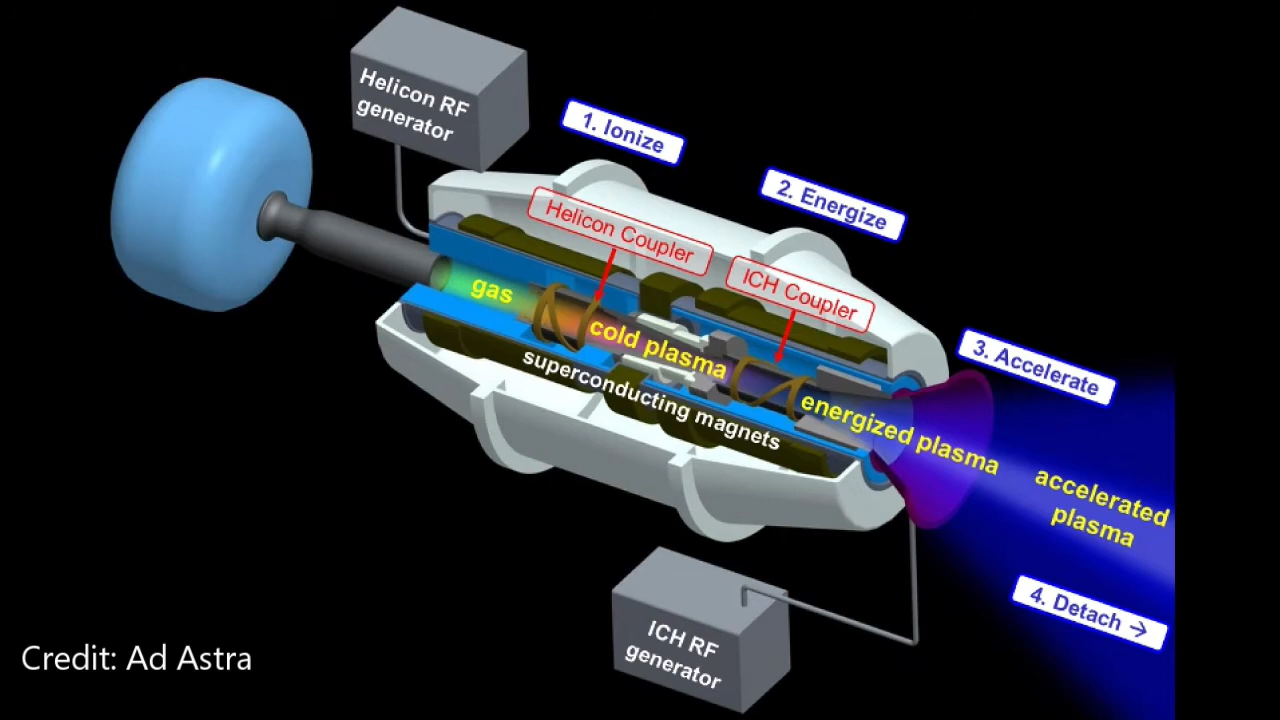 Helicon RF
generator
1. Ionize
2. Energize
Helicon Coupler
ICH Coupler
gas
cold plasma
superconducting magnets
3. Accelerate
energized plasma
accelerated
plasma
4. Detach →
ICH RF
generator
Credit: Ad Astra